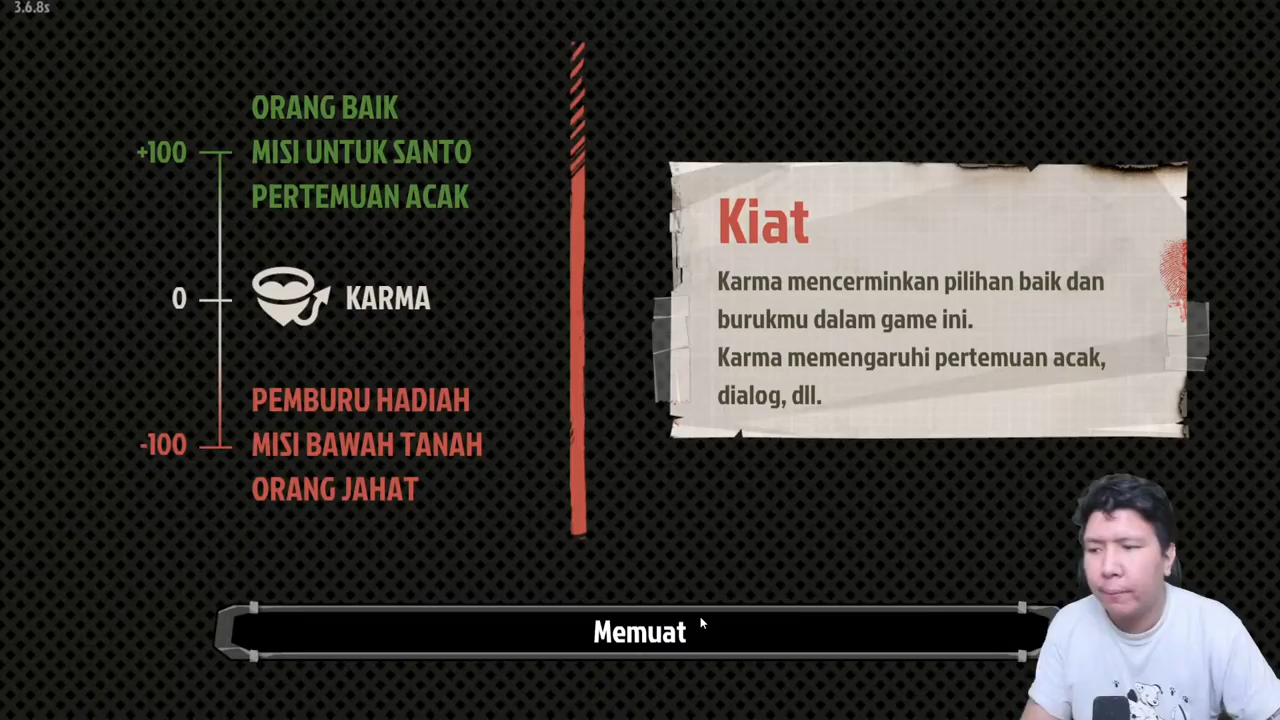 3.6.8s
ORANG BAIK
+100
MISI UNTUK SANTO
PERTEMUAN ACAK
0
KARMA
PEMBURU HADIAH
-100
MISI BAWAH TANAH
ORANG JAHAT
Kiat
Karma mencerminkan pilihan baik dan
burukmu dalam game ini.
Karma memengaruhi pertemuan acak,
dialog, dll.
Memuat